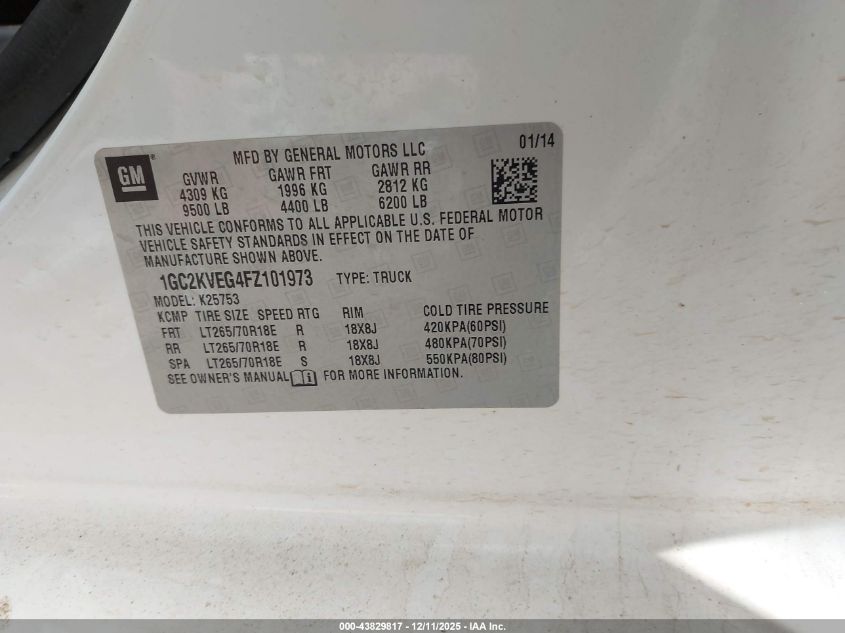 GM
MFD BY GENERAL MOTORS LLC
01/14
GVWR GAWR FRT GAWR RR
4309 KG 1996 KG 2812 KG
9500 LB 4400 LB 6200 LB
THIS VEHICLE CONFORMS TO ALL APPLICABLE U.S. FEDERAL MOTOR
VEHICLE SAFETY STANDARDS IN EFFECT ON THE DATE OF
MANUFACTURE SHOWN ABOVE.
1GC2KVEG4FZ101973 TYPE: TRUCK
MODEL: K25753
KCMP TIRE SIZE SPEED RTG RIM COLD TIRE PRESSURE
FRT LT265/70R18E R 18X8J 420KPA(60PSI)
RR LT265/70R18E R 18X8J 480KPA(70PSI)
SPA LT265/70R18E S 18X8J 550KPA(80PSI)
SEE OWNER'S MANUAL FOR MORE INFORMATION.
000-43829817 - 12/11/2025 - IAA Inc.